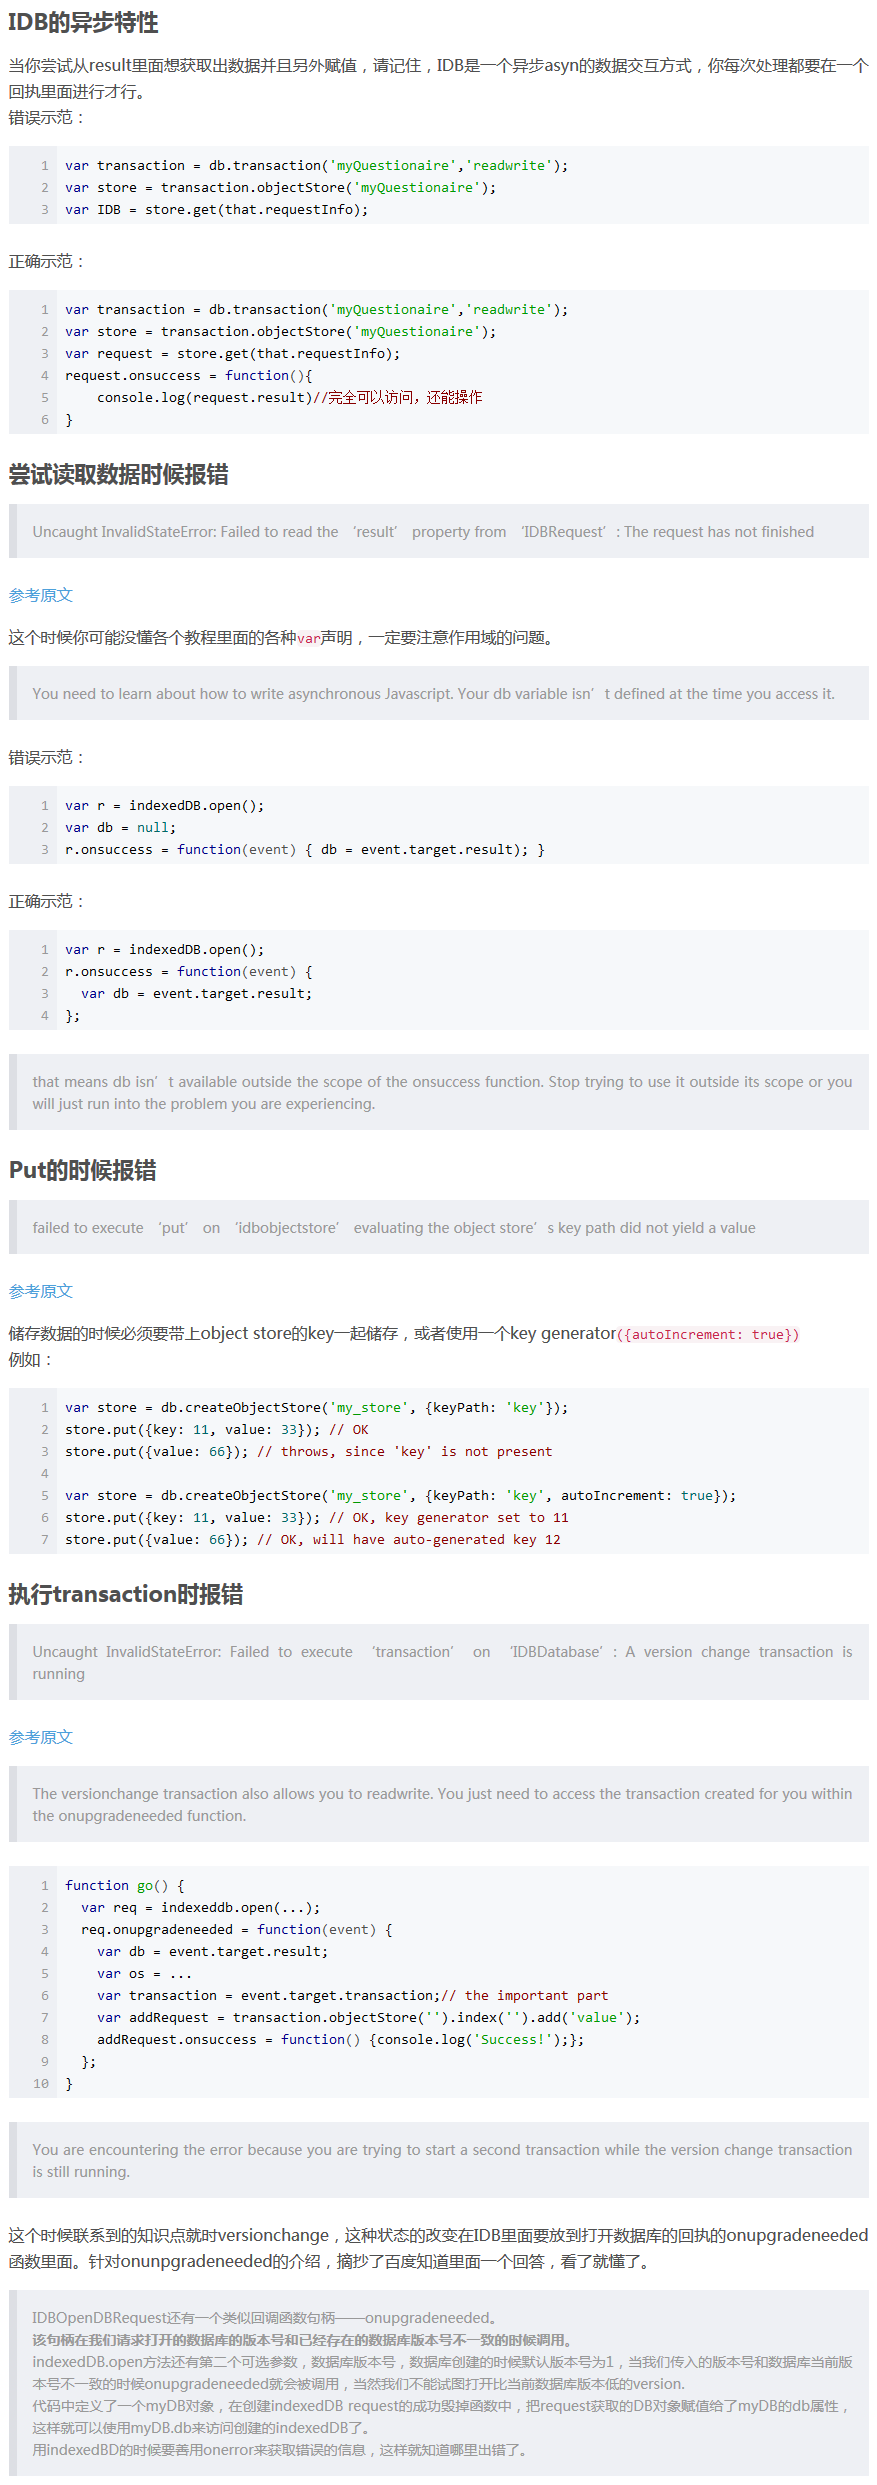 IDB的异步特性
当你尝试从result里面想获取出数据并且另外赋值，请记住，IDB是一个异步asyn的数据交互方式，你每次处理都要在一个
回执里面进行才行。
错误示范：
1 var transaction = db.transaction('myQuestionaire','readwrite');
2 var store = transaction.objectStore('myQuestionaire');
3 var IDB = store.get(that.requestInfo);
正确示范：
1 var transaction = db.transaction('myQuestionaire','readwrite');
2 var store = transaction.objectStore('myQuestionaire');
3 var request = store.get(that.requestInfo);
4 request.onsuccess = function(){
5     console.log(request.result)//完全可以访问，还能操作
6 }
尝试读取数据时候报错
Uncaught InvalidStateError: Failed to read the ‘result’ property from ‘IDBRequest’: The request has not finished
参考原文
这个时候你可能没懂各个教程里面的各种var声明，一定要注意作用域的问题。
You need to learn about how to write asynchronous Javascript. Your db variable isn’t defined at the time you access it.
错误示范：
1 var r = indexedDB.open();
2 var db = null;
3 r.onsuccess = function(event) { db = event.target.result); }
正确示范：
1 var r = indexedDB.open();
2 r.onsuccess = function(event) {
3   var db = event.target.result;
4 };
that means db isn’t available outside the scope of the onsuccess function. Stop trying to use it outside its scope or you
will just run into the problem you are experiencing.
Put的时候报错
failed to execute ‘put’ on ‘idbobjectstore’ evaluating the object store’s key path did not yield a value
参考原文
储存数据的时候必须要带上object store的key一起储存，或者使用一个key generator({autoIncrement: true})
例如：
1 var store = db.createObjectStore('my_store', {keyPath: 'key'});
2 store.put({key: 11, value: 33}); // OK
3 store.put({value: 66}); // throws, since 'key' is not present
4
5 var store = db.createObjectStore('my_store', {keyPath: 'key', autoIncrement: true});
6 store.put({key: 11, value: 33}); // OK, key generator set to 11
7 store.put({value: 66}); // OK, will have auto-generated key 12
执行transaction时报错
Uncaught InvalidStateError: Failed to execute ‘transaction’ on ‘IDBDatabase’: A version change transaction is
running
参考原文
The versionchange transaction also allows you to readwrite. You just need to access the transaction created for you within
the onupgradeneeded function.
1 function go() {
2   var req = indexeddb.open(...);
3   req.onupgradeneeded = function(event) {
4     var db = event.target.result;
5     var os = ...
6     var transaction = event.target.transaction;// the important part
7     var addRequest = transaction.objectStore('').index('').add('value');
8     addRequest.onsuccess = function() {console.log('Success!');};
9   };
10 }
You are encountering the error because you are trying to start a second transaction while the version change transaction
is still running.
这个时候联系到的知识点就时versionchange，这种状态的改变在IDB里面要放到打开数据库的回执的onupgradeneeded
函数里面。针对onunpgradeneeded的介绍，摘抄了百度知道里面一个回答，看了就懂了。
IDBOpenDBRequest还有一个类似回调函数句柄——onupgradeneeded。
该句柄在我们请求打开的数据库的版本号和已经存在的数据库版本号不一致的时候调用。
indexedDB.open方法还有第二个可选参数，数据库版本号，数据库创建的时候默认版本号为1，当我们传入的版本号和数据库当前版
本号不一致的时候onupgradeneeded就会被调用，当然我们不能试图打开比当前数据库版本低的version.
代码中定义了一个myDB对象，在创建indexedDB request的成功毁掉函数中，把request获取的DB对象赋值给了myDB的db属性，
这样就可以使用myDB.db来访问创建的indexedDB了。
用indexedBD的时候要善用onerror来获取错误的信息，这样就知道哪里出错了。